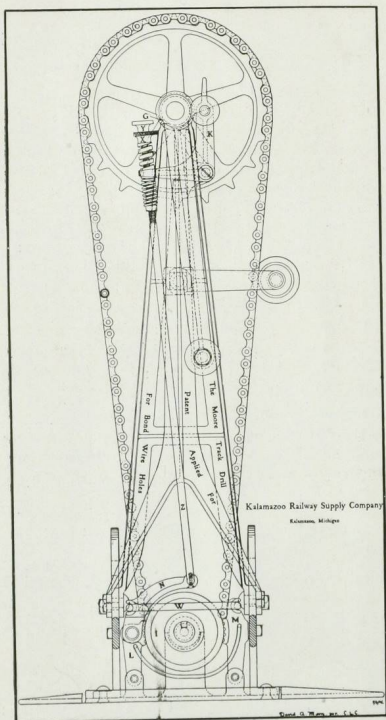 G
K
The Moore
Track Drill
Patent
Applied For
For Bond
Wire Holes
N
Kalamazoo Railway Supply Company
Kalamazoo, Michigan
N
W
M
L